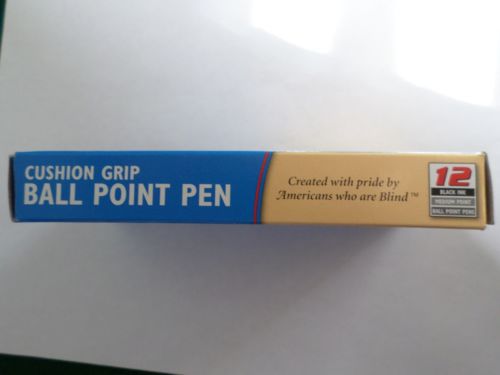 CUSHION GRIP
BALL POINT PEN
Created with pride by
Americans who are Blind™
12
BLACK INK
MEDIUM POINT
BALL POINT PENS